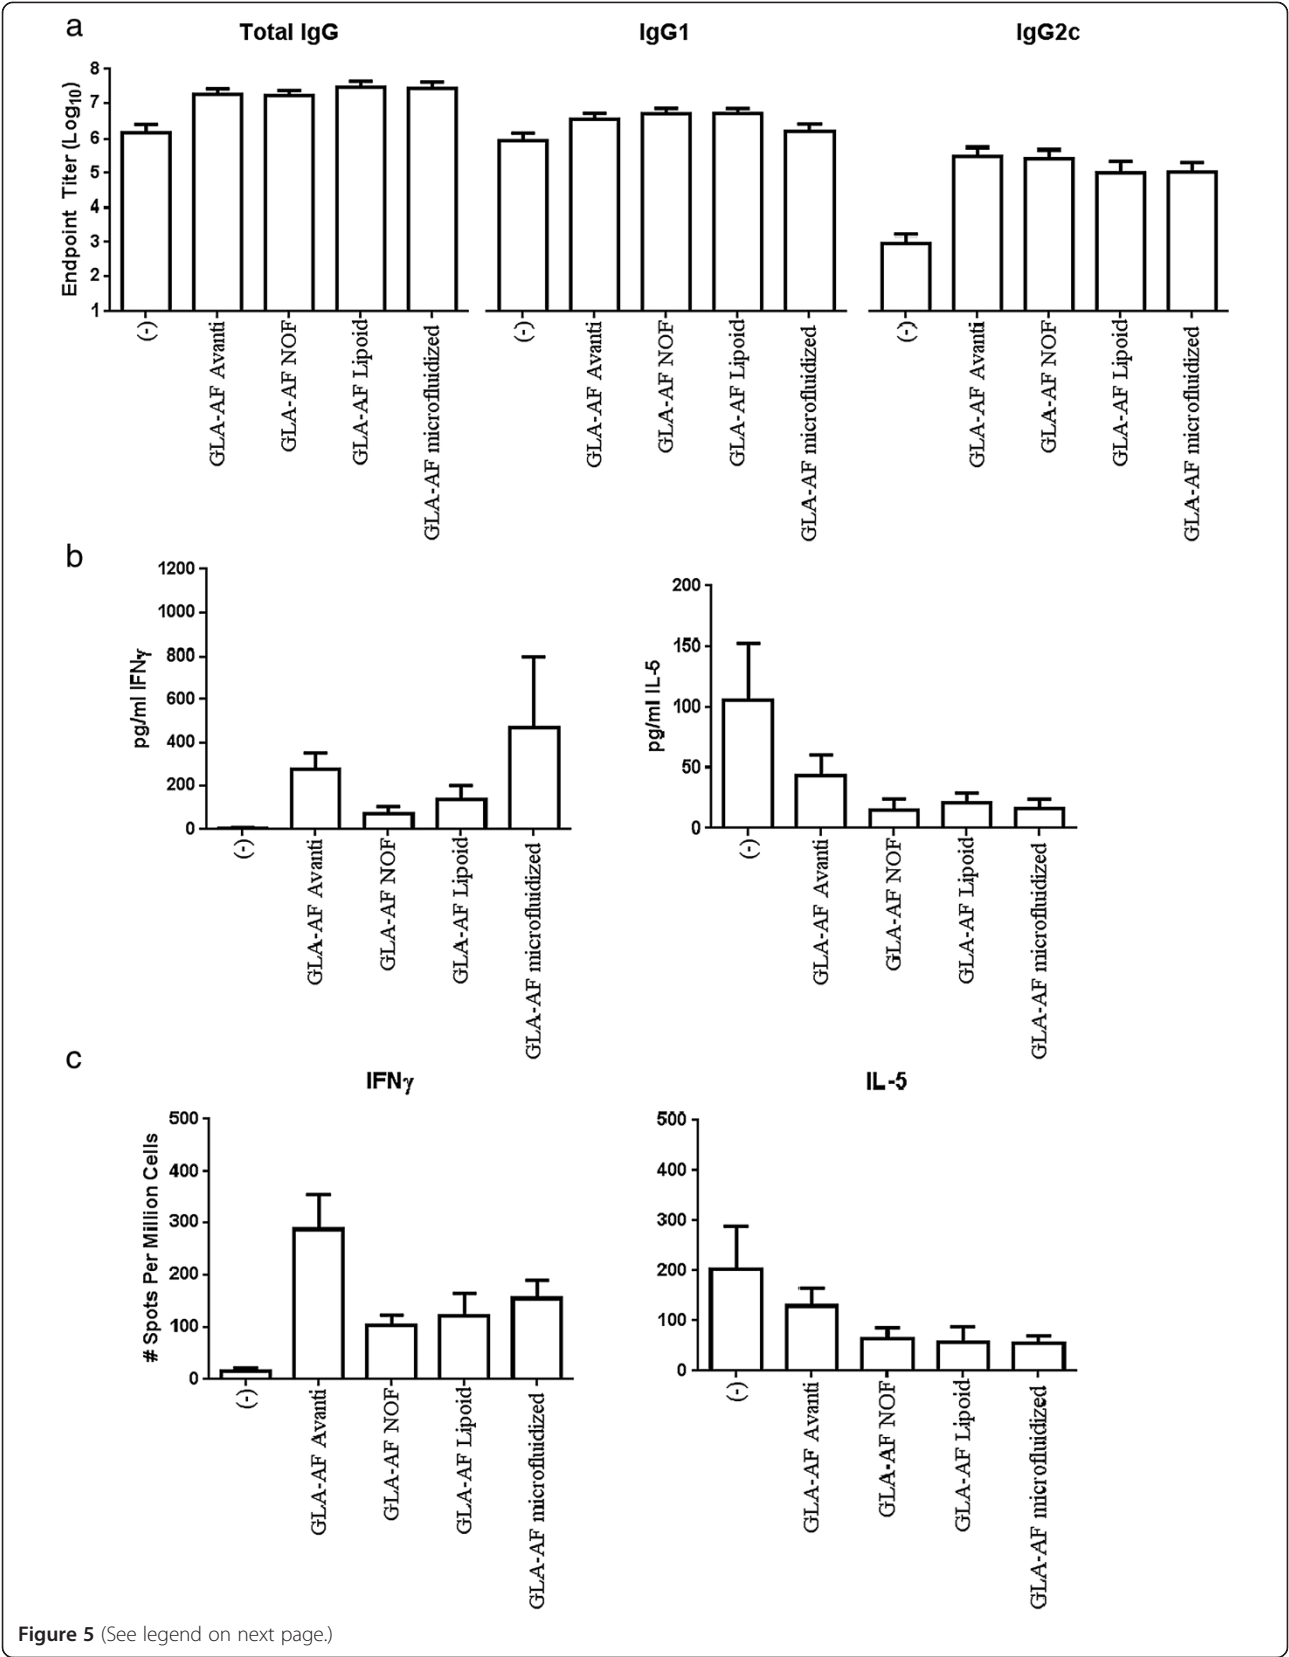 a
Total IgG
IgG1
IgG2c
Endpoint Titer (Log10)
8
7
6
5
4
3
2
1
(-)
GLA-AF Avanti
GLA-AF NOF
GLA-AF Lipoid
GLA-AF microfluidized
(-)
GLA-AF Avanti
GLA-AF NOF
GLA-AF Lipoid
GLA-AF microfluidized
(-)
GLA-AF Avanti
GLA-AF NOF
GLA-AF Lipoid
GLA-AF microfluidized
b
pg/ml IFNγ
1200
1000
800
600
400
200
0
(-)
GLA-AF Avanti
GLA-AF NOF
GLA-AF Lipoid
GLA-AF microfluidized
pg/ml IL-5
200
150
100
50
0
(-)
GLA-AF Avanti
GLA-AF NOF
GLA-AF Lipoid
GLA-AF microfluidized
c
IFNγ
# Spots Per Million Cells
500
400
300
200
100
0
(-)
GLA-AF Avanti
GLA-AF NOF
GLA-AF Lipoid
GLA-AF microfluidized
IL-5
500
400
300
200
100
0
(-)
GLA-AF Avanti
GLA-AF NOF
GLA-AF Lipoid
GLA-AF microfluidized
Figure 5 (See legend on next page.)